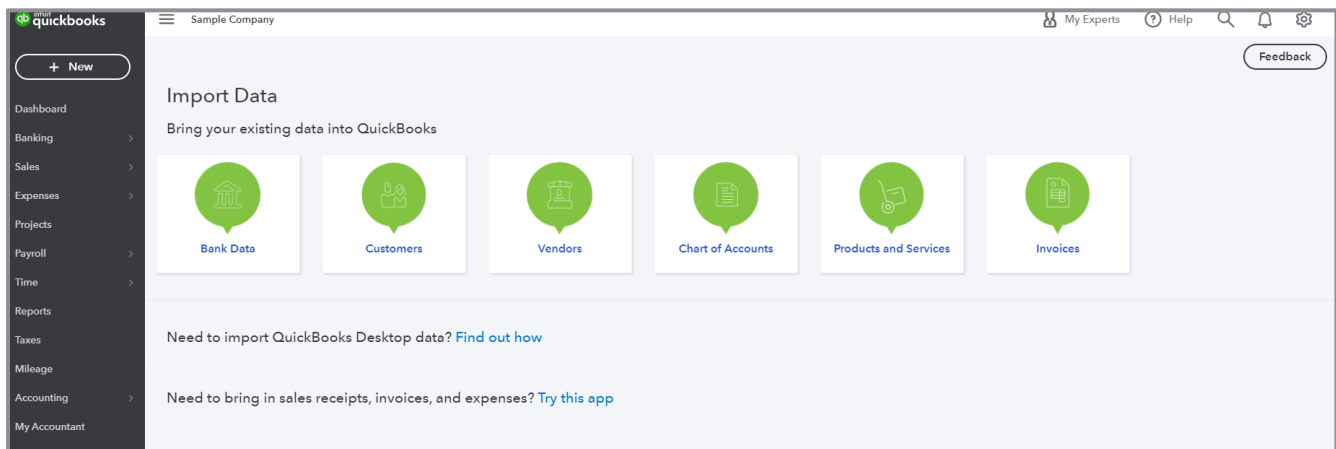 qb
intuit
quickbooks
Sample Company
My Experts
? Help
+ New
Feedback
Dashboard
Banking
Sales
Expenses
Projects
Payroll
Time
Reports
Taxes
Mileage
Accounting
My Accountant
Import Data
Bring your existing data into QuickBooks
Bank Data
Customers
Vendors
Chart of Accounts
Products and Services
Invoices
Need to import QuickBooks Desktop data? Find out how
Need to bring in sales receipts, invoices, and expenses? Try this app